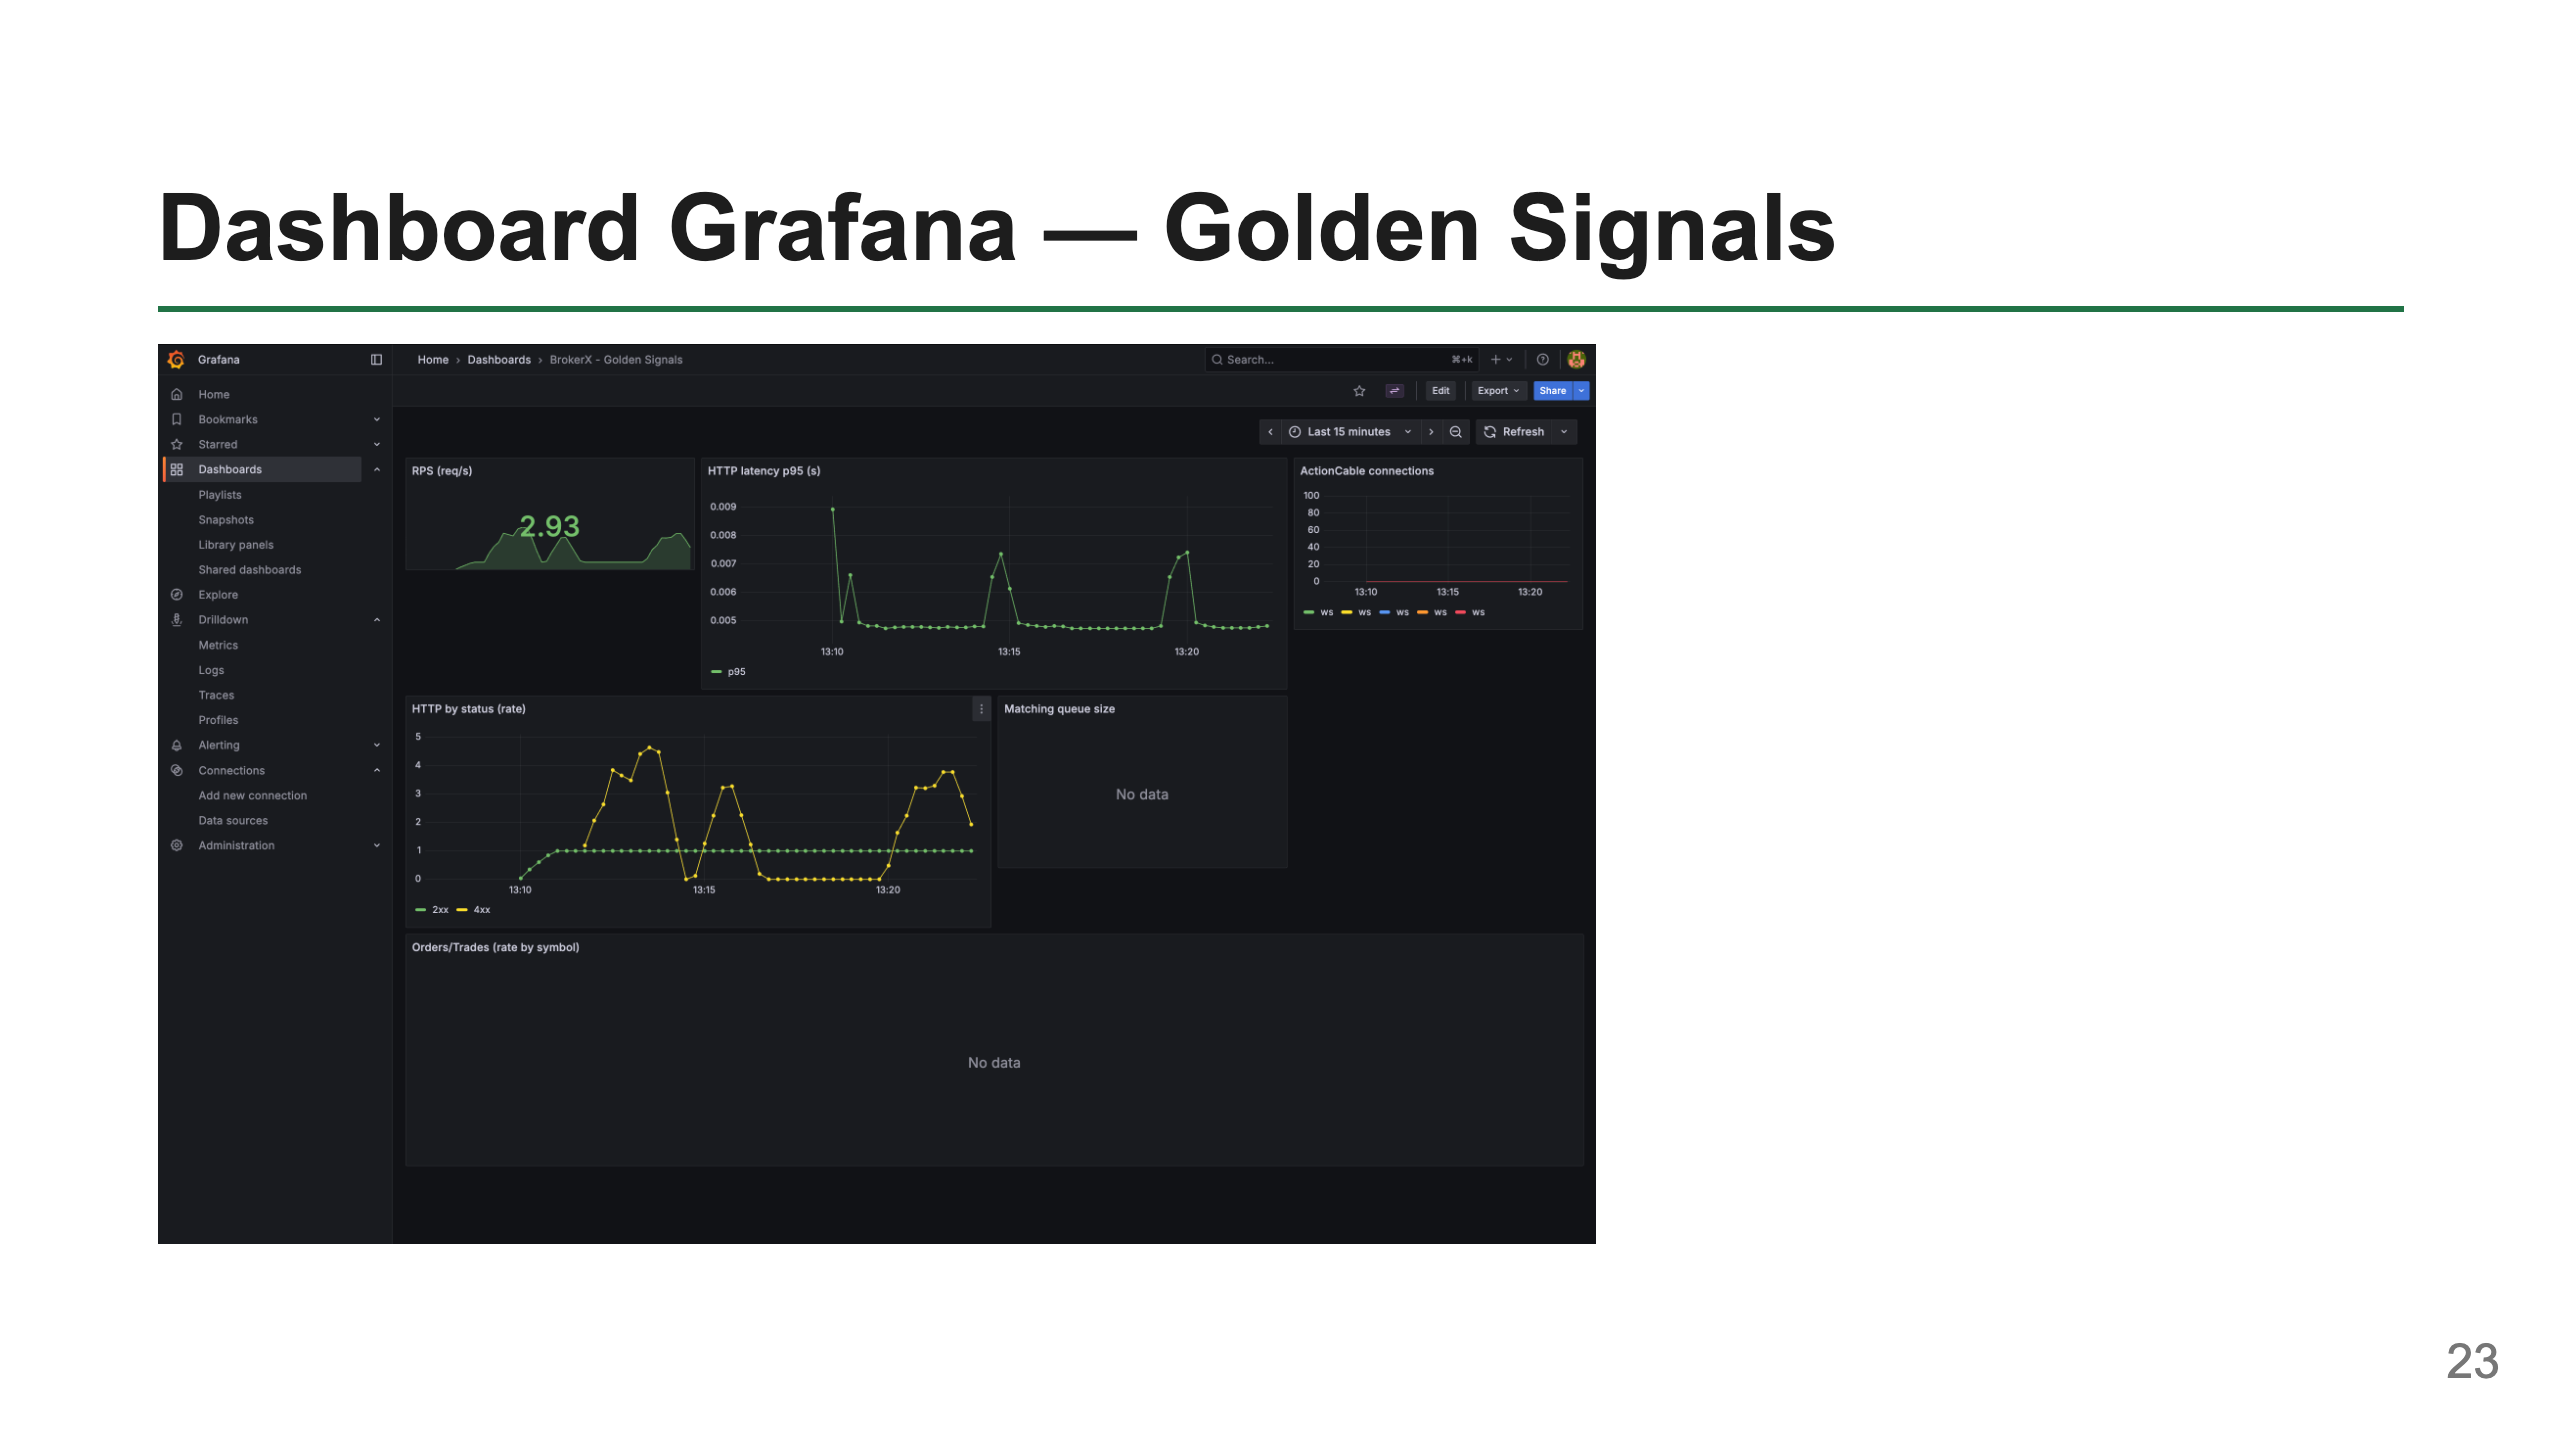 Dashboard Grafana — Golden Signals
Grafana
Home › Dashboards › BrokerX - Golden Signals
Search...
⌘+k
Edit
Export
Share
Last 15 minutes
Refresh
Home
Bookmarks
Starred
Dashboards
Playlists
Snapshots
Library panels
Shared dashboards
Explore
Drilldown
Metrics
Logs
Traces
Profiles
Alerting
Connections
Add new connection
Data sources
Administration
RPS (req/s)
2.93
HTTP latency p95 (s)
0.009
0.008
0.007
0.006
0.005
13:10 13:15 13:20
p95
ActionCable connections
100
80
60
40
20
0
13:10 13:15 13:20
ws ws ws ws ws
HTTP by status (rate)
5
4
3
2
1
0
13:10 13:15 13:20
2xx 4xx
Matching queue size
No data
Orders/Trades (rate by symbol)
No data
23